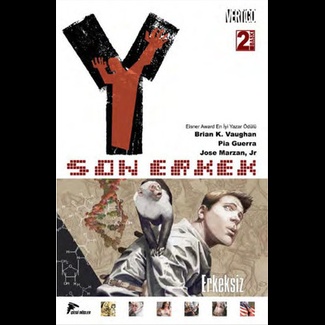 VERTIGO
2
Y
Eisner Award En İyi Yazar Ödülü
Brian K. Vaughan
Pia Guerra
Jose Marzan, Jr
SON ERKEK
Erkeksiz